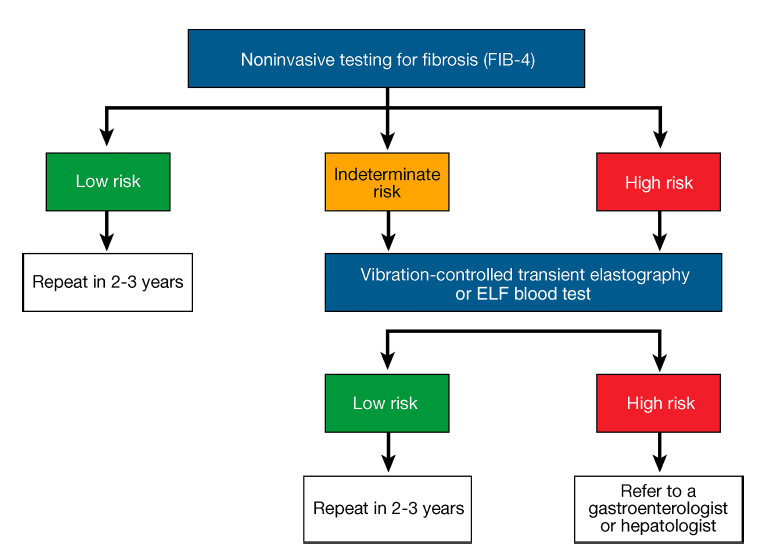 Noninvasive testing for fibrosis (FIB-4)
Low risk
Indeterminate
risk
High risk
Repeat in 2-3 years
Vibration-controlled transient elastography
or ELF blood test
Low risk
High risk
Repeat in 2-3 years
Refer to a
gastroenterologist
or hepatologist